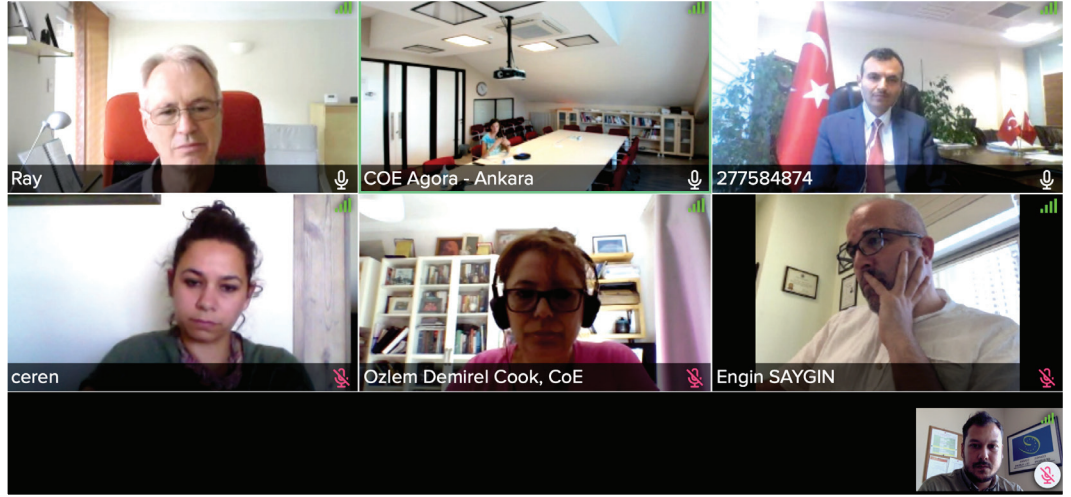 Ray
COE Agora - Ankara
277584874
ceren
Ozlem Demirel Cook, CoE
Engin SAYGIN